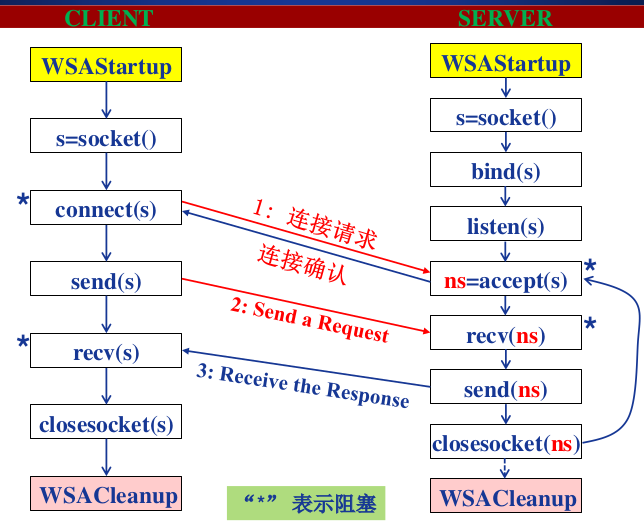 CLIENT
SERVER
WSAStartup
s=socket()
* connect(s)
send(s)
* recv(s)
closesocket(s)
WSACleanup
1：连接请求
连接确认
2: Send a Request
3: Receive the Response
WSAStartup
s=socket()
bind(s)
listen(s)
ns=accept(s) *
recv(ns) *
send(ns)
closesocket(ns)
WSACleanup
“*”表示阻塞